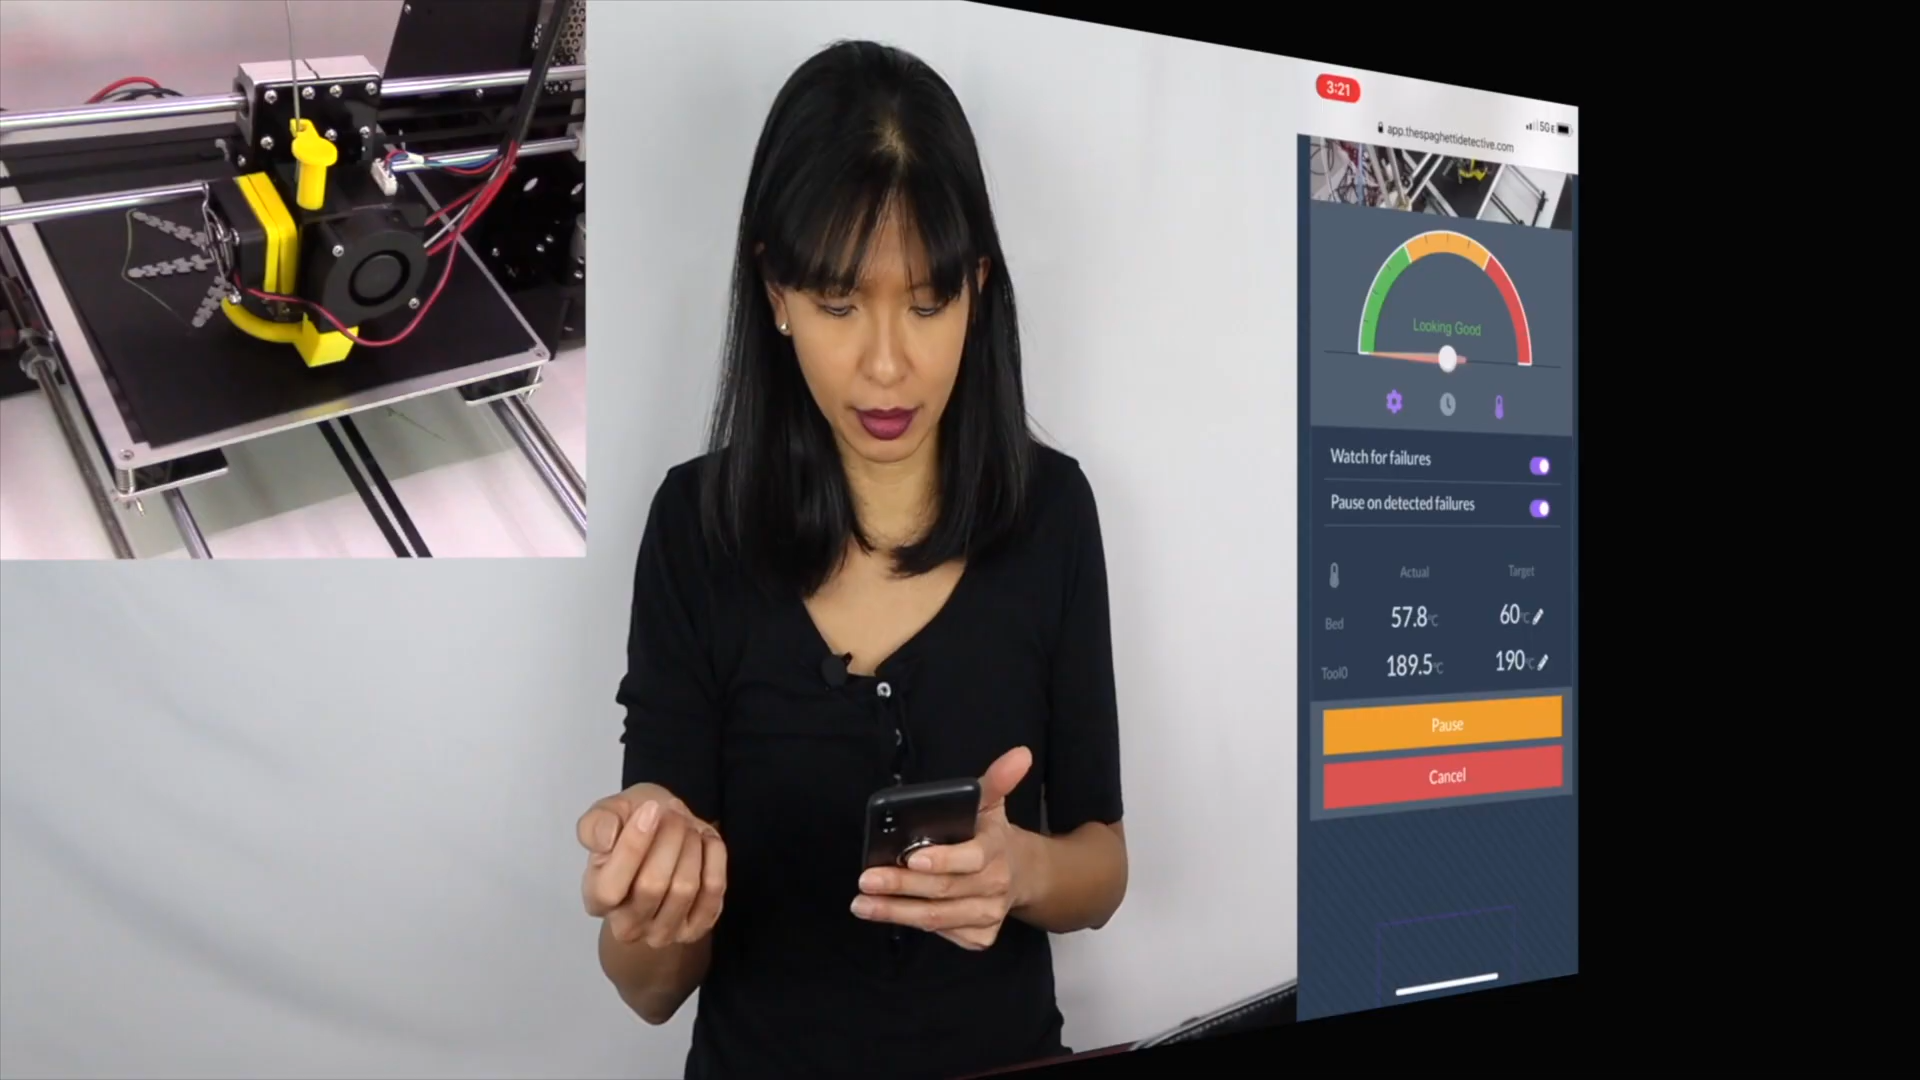 3:21
5G E
app.thespaghettidetective.com
Looking Good
Watch for failures
Pause on detected failures
Actual Target
Bed 57.8°C 60°C
Tool0 189.5°C 190°C
Pause
Cancel